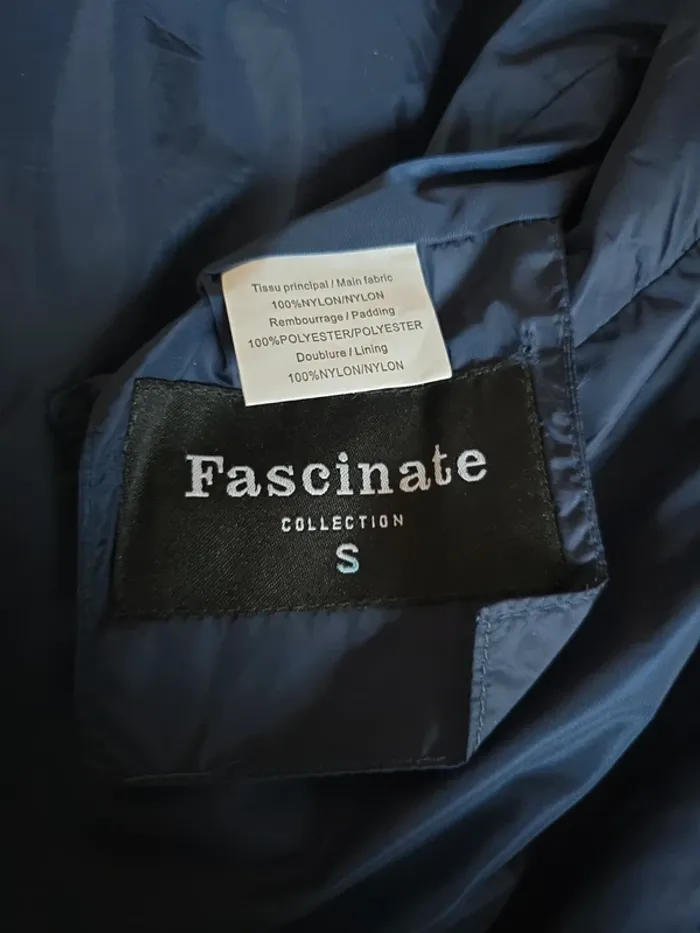 Tissu principal / Main fabric
100%NYLON/NYLON
Rembourrage / Padding
100%POLYESTER/POLYESTER
Doublure / Lining
100%NYLON/NYLON
Fascinate
COLLECTION
S